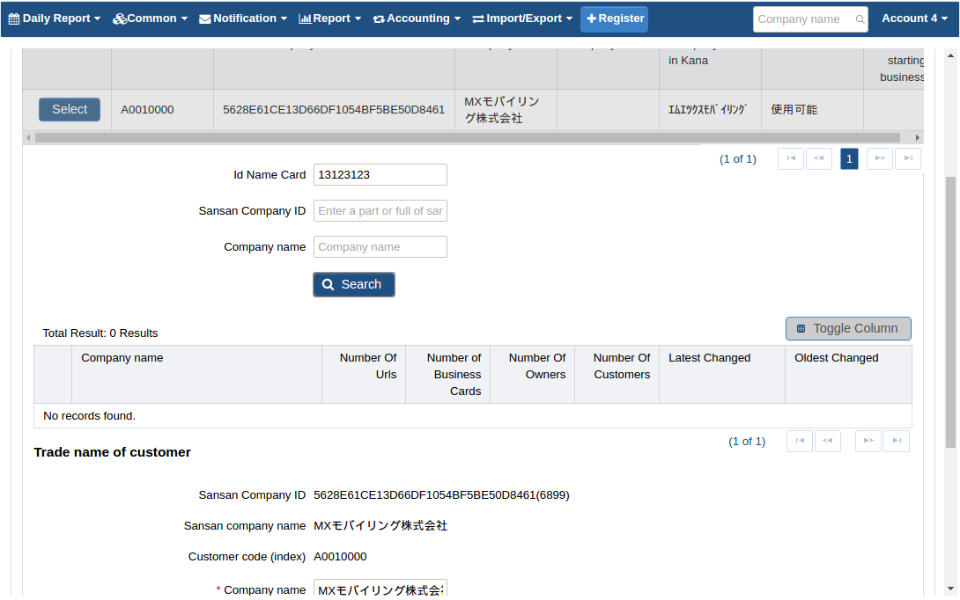 Daily Report Common Notification Report Accounting Import/Export Register Company name Account 4
in Kana starting
business
Select A0010000 5628E61CE13D66DF1054BF5BE50D8461 MXモバイリン ｴﾑｴｯｸｽﾓﾊﾞｲﾘﾝｸﾞ 使用可能
グ株式会社
(1 of 1) 1
Id Name Card 13123123
Sansan Company ID Enter a part or full of sar
Company name Company name
Search
Total Result: 0 Results Toggle Column
Company name Number Of Number of Number Of Number Of Latest Changed Oldest Changed
Urls Business Owners Customers
Cards
No records found.
(1 of 1)
Trade name of customer
Sansan Company ID 5628E61CE13D66DF1054BF5BE50D8461(6899)
Sansan company name MXモバイリング株式会社
Customer code (index) A0010000
* Company name MXモバイリング株式会